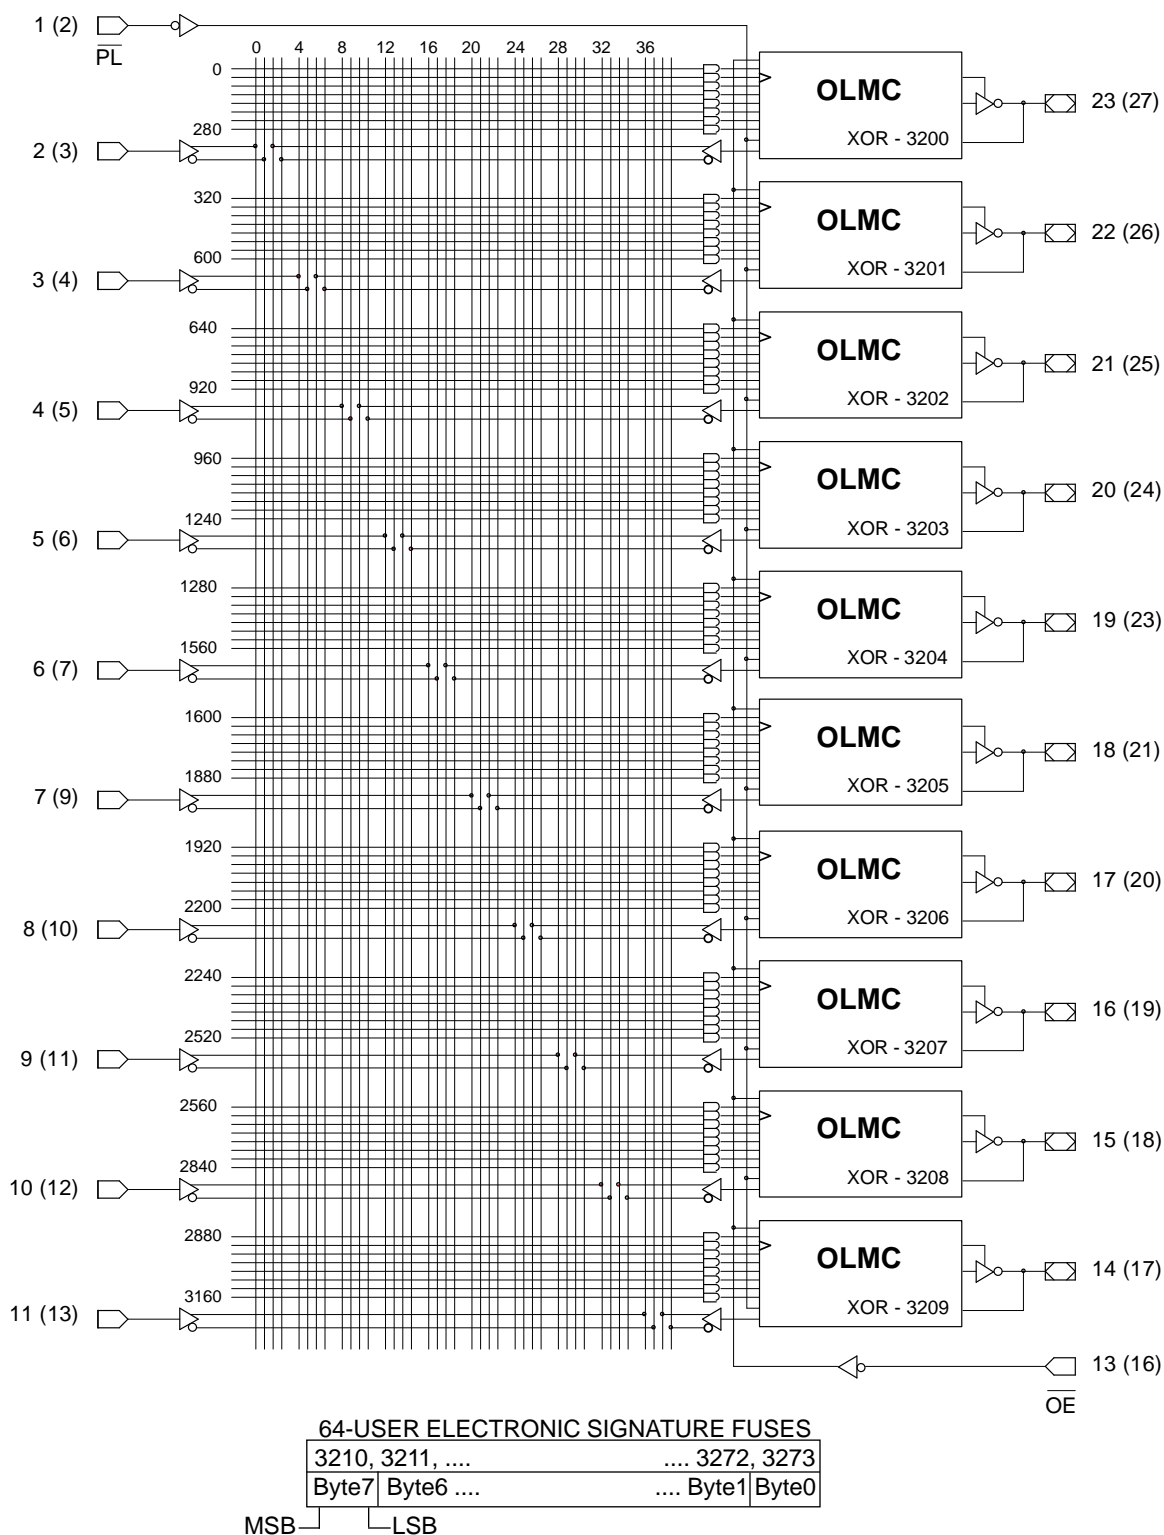 1 (2)
PL
0 4 8 12 16 20 24 28 32 36
0
OLMC
23 (27)
280
XOR - 3200
2 (3)
320
OLMC
22 (26)
600
XOR - 3201
3 (4)
640
OLMC
21 (25)
920
XOR - 3202
4 (5)
960
OLMC
20 (24)
1240
XOR - 3203
5 (6)
1280
OLMC
19 (23)
1560
XOR - 3204
6 (7)
1600
OLMC
18 (21)
1880
XOR - 3205
7 (9)
1920
OLMC
17 (20)
2200
XOR - 3206
8 (10)
2240
OLMC
16 (19)
2520
XOR - 3207
9 (11)
2560
OLMC
15 (18)
2840
XOR - 3208
10 (12)
2880
OLMC
14 (17)
3160
XOR - 3209
11 (13)
13 (16)
OE
64-USER ELECTRONIC SIGNATURE FUSES
3210, 3211, .... .... 3272, 3273
Byte7 Byte6 .... .... Byte1 Byte0
MSB LSB